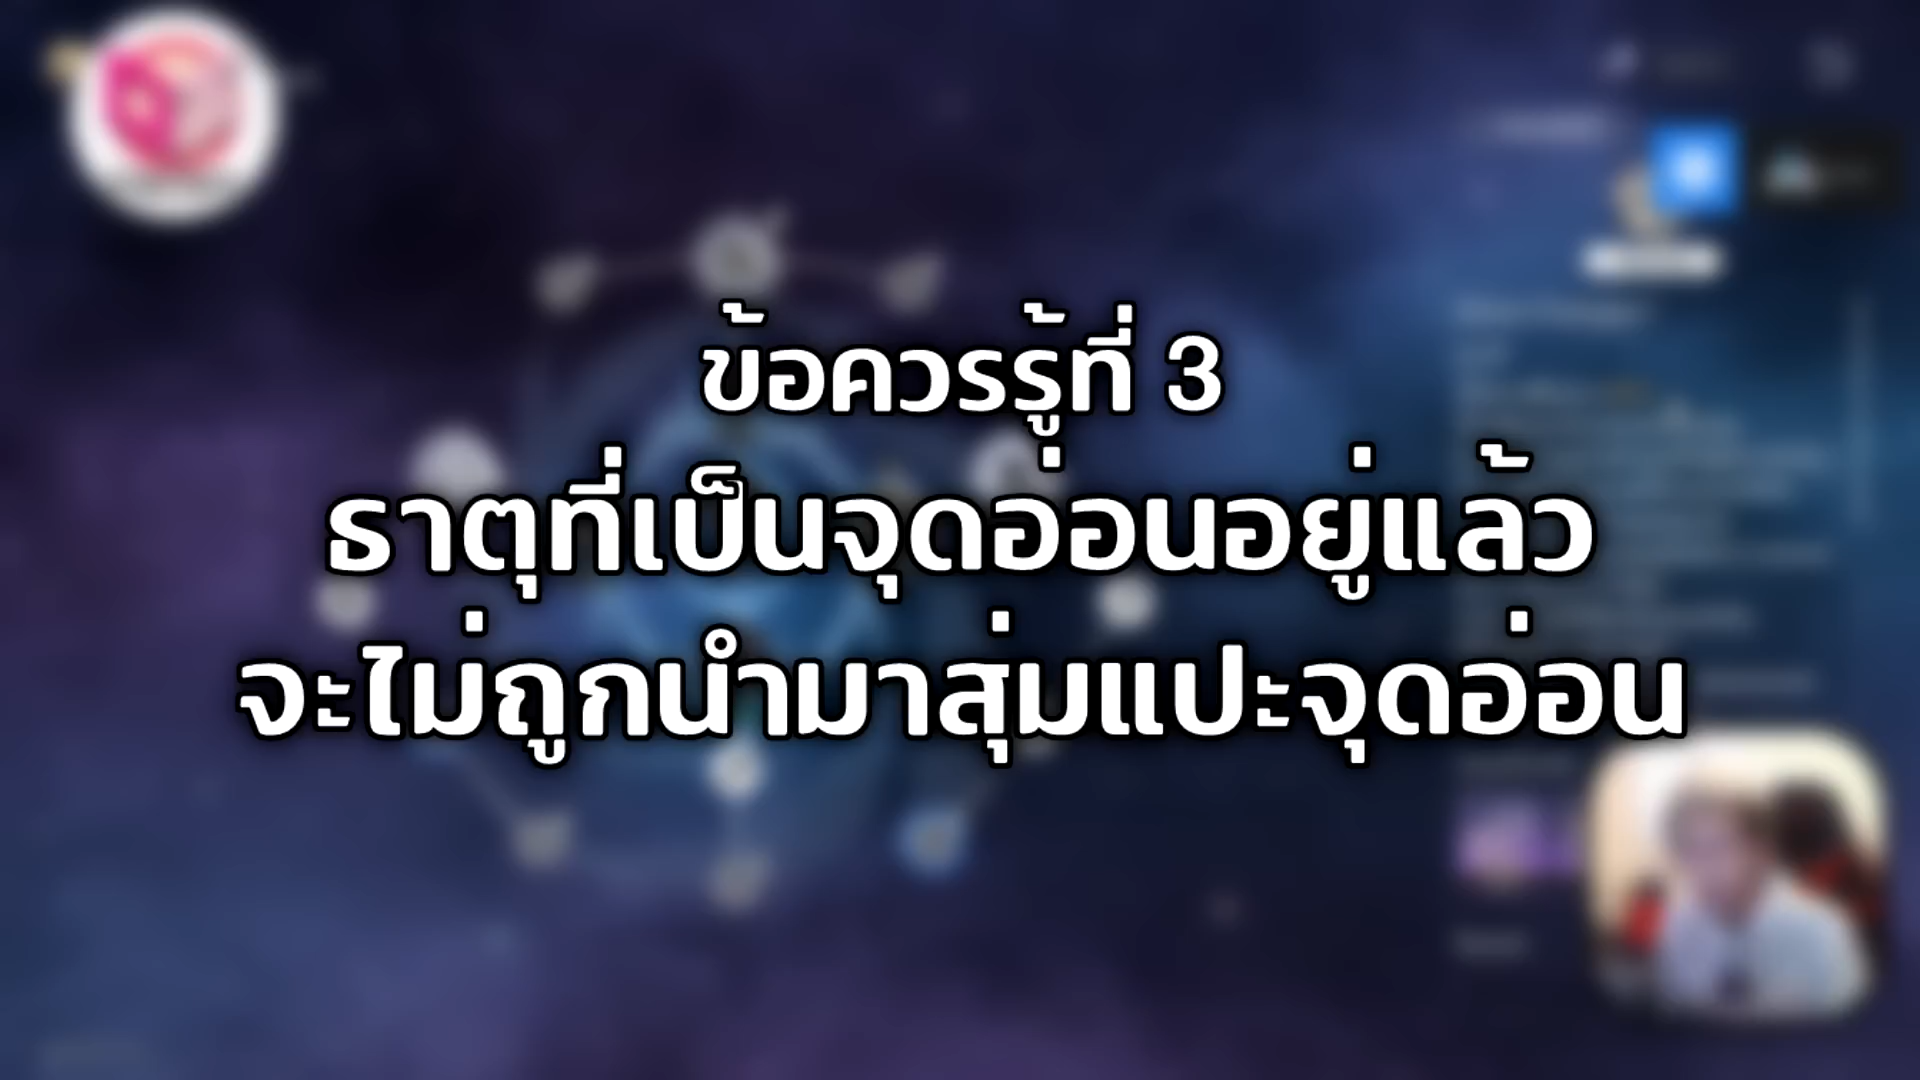 ข้อควรรู้ที่ 3
ธาตุที่เป็นจุดอ่อนอยู่แล้ว
จะไม่ถูกนำมาสุ่มแปะจุดอ่อน